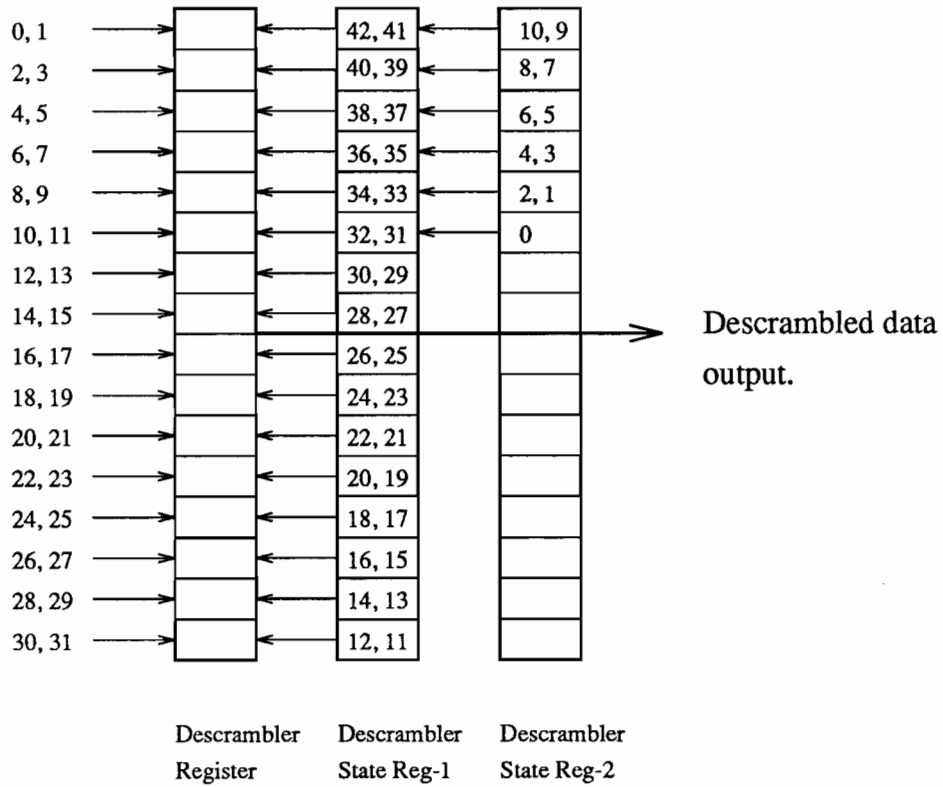 0, 1 42, 41 10, 9
2, 3 40, 39 8, 7
4, 5 38, 37 6, 5
6, 7 36, 35 4, 3
8, 9 34, 33 2, 1
10, 11 32, 31 0
12, 13 30, 29
14, 15 28, 27
Descrambled data
output.
16, 17 26, 25
18, 19 24, 23
20, 21 22, 21
22, 23 20, 19
24, 25 18, 17
26, 27 16, 15
28, 29 14, 13
30, 31 12, 11
Descrambler
Register
Descrambler
State Reg-1
Descrambler
State Reg-2